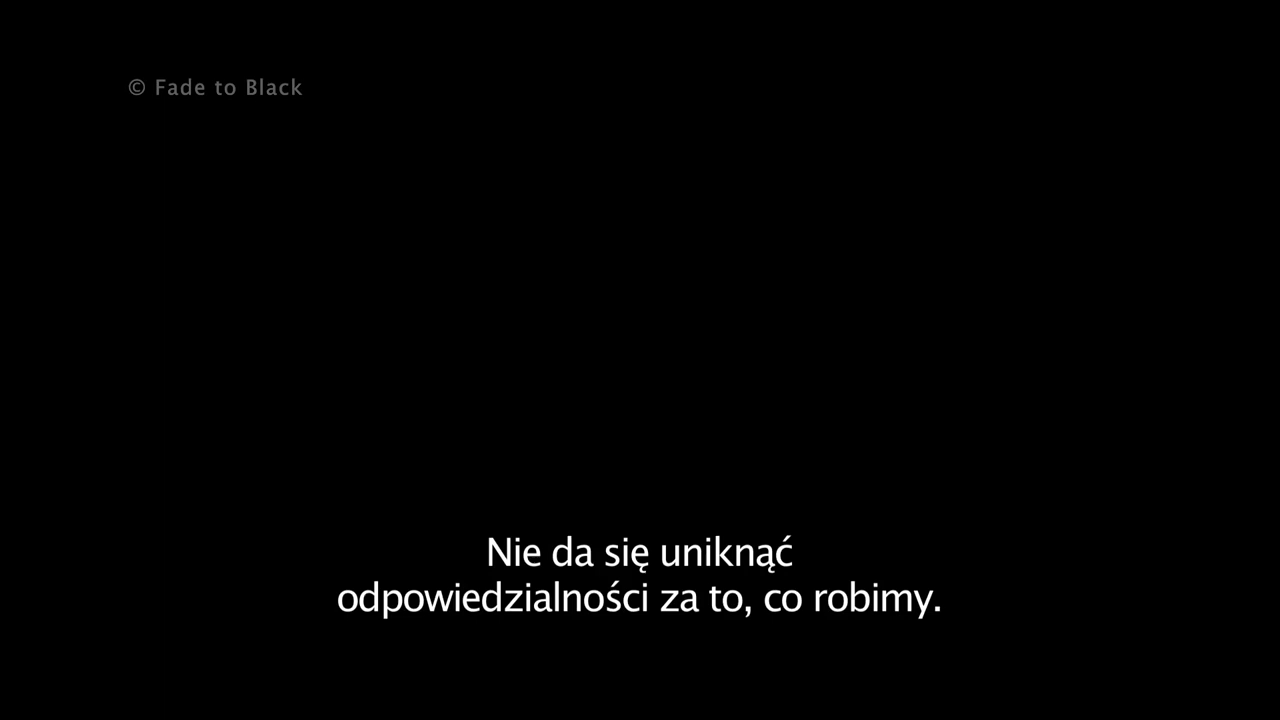 © Fade to Black
Nie da się uniknąć
odpowiedzialności za to, co robimy.